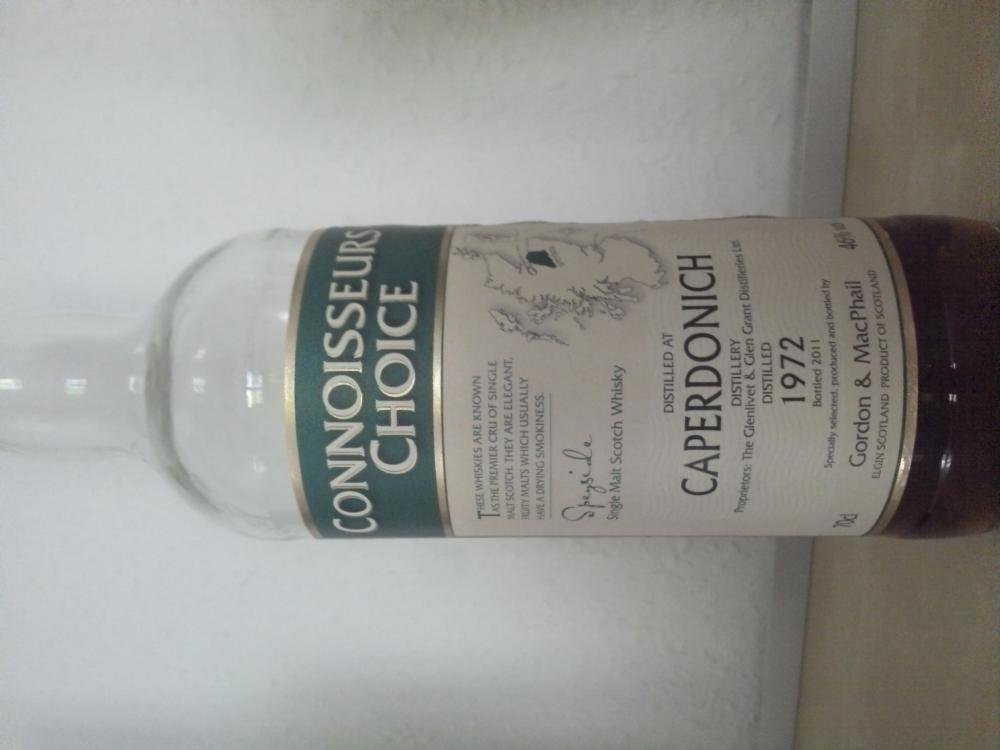 CONNOISSEURS
CHOICE
THESE WHISKIES ARE KNOWN
AS THE PREMIER CRU OF SINGLE
MALT SCOTCH. THEY ARE ELEGANT,
FRUITY MALTS WHICH USUALLY
HAVE A DRYING SMOKINESS.
Speyside
Single Malt Scotch Whisky
DISTILLED AT
CAPERDONICH
DISTILLERY
Proprietors: The Glenlivet & Glen Grant Distilleries Ltd.
DISTILLED
1972
Bottled 2011
Specially selected, produced and bottled by
70cl Gordon & MacPhail 46% vol
ELGIN SCOTLAND PRODUCT OF SCOTLAND